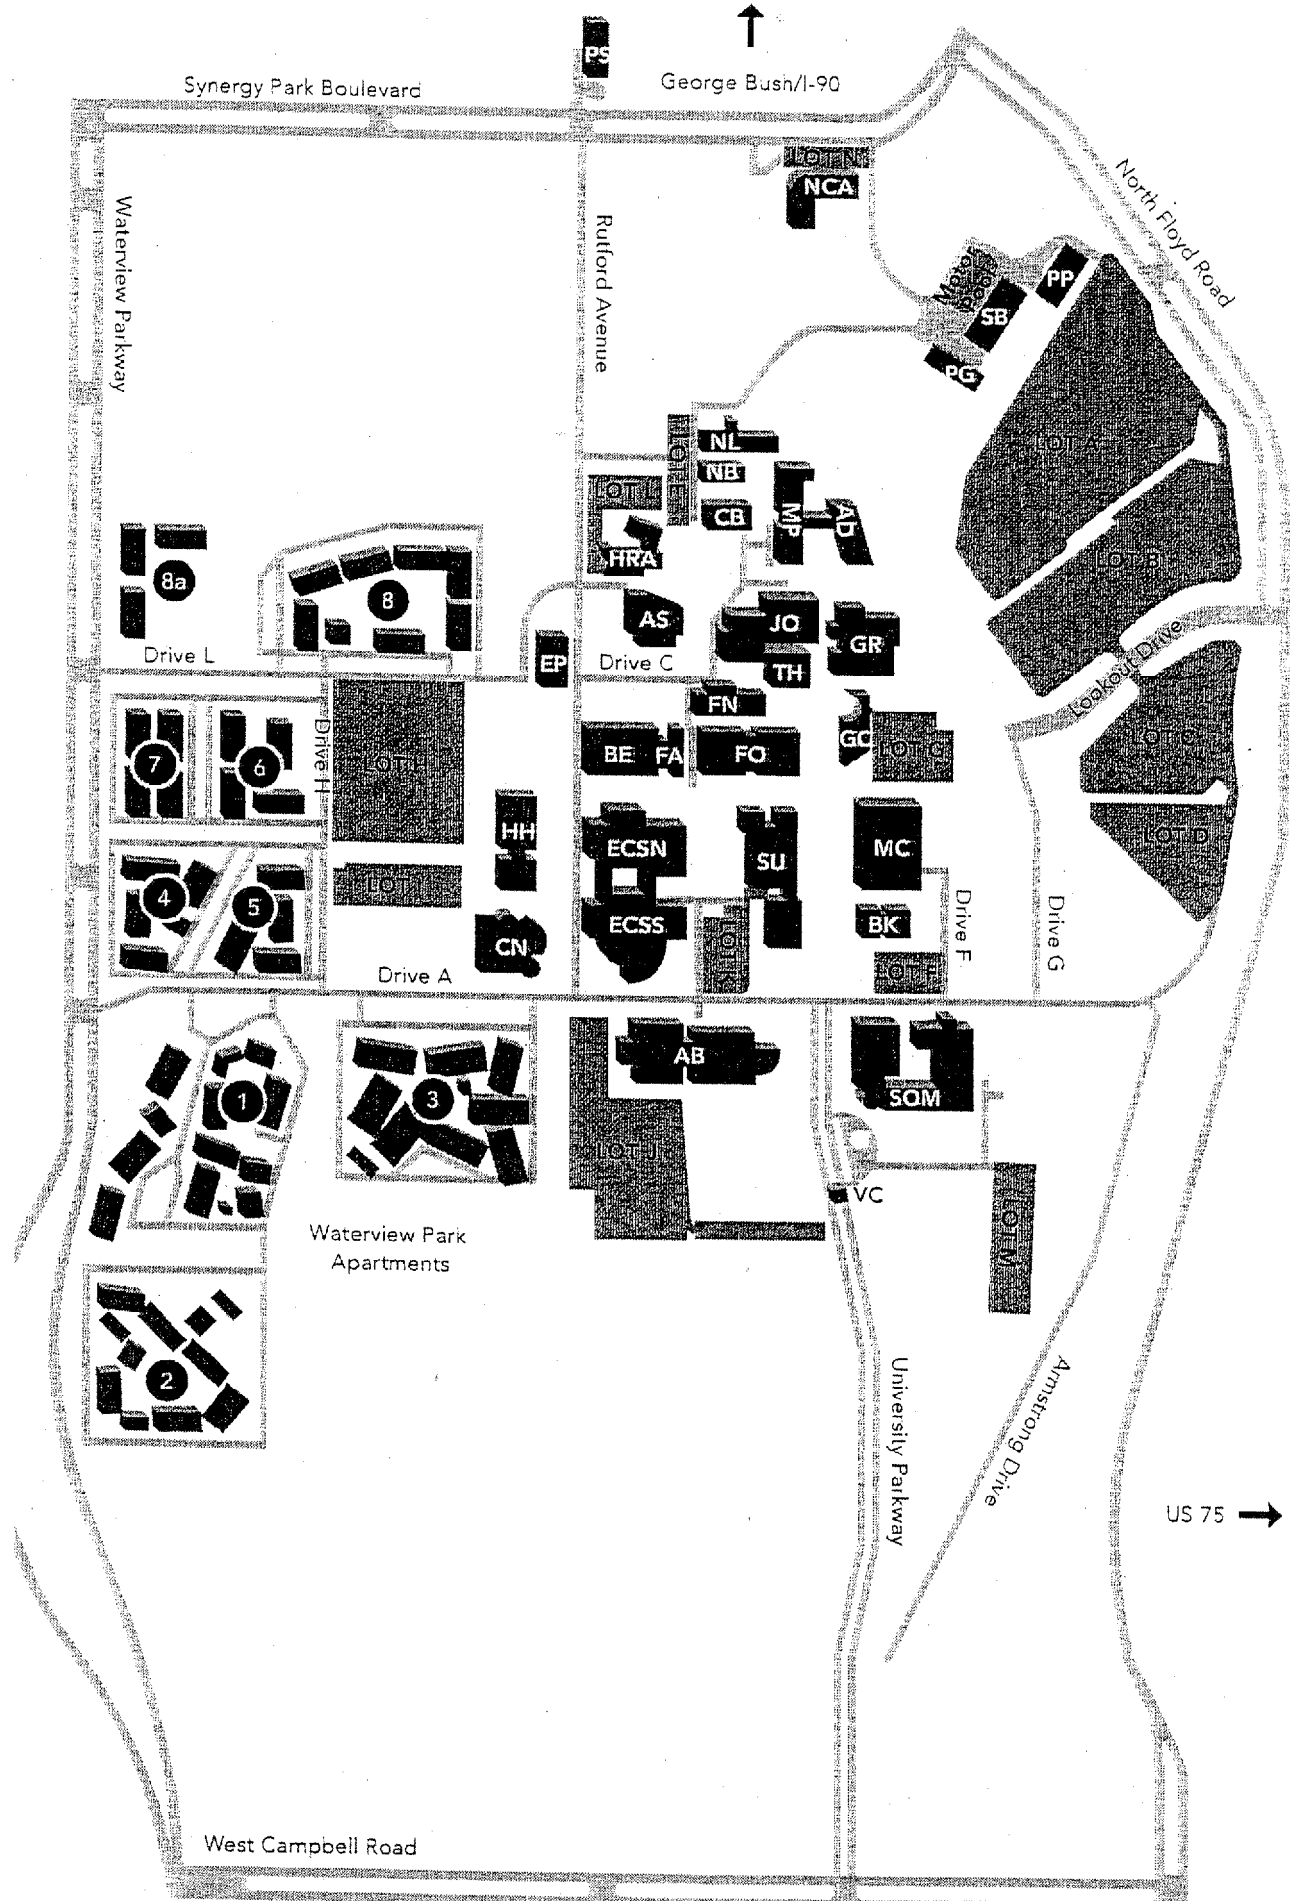 PS
Synergy Park Boulevard
George Bush/I-90
LOT N
NCA
North Floyd Road
Waterview Parkway
Rutford Avenue
Motor Pool
PP
SB
PG
LOT A
NL
NB
CB
MP
AD
LOT B
HRA
8a
8
AS
JO
GR
Lookout Drive
Drive L
EP
Drive C
TH
FN
BE
FA
FO
GC
LOT G
LOT C
7
6
Drive H
HH
ECSN
SU
MC
LOT D
4
5
CN
ECSS
LOT K
BK
Drive F
Drive G
Drive A
AB
1
3
SOM
LOT J
VC
LOT M
Waterview Park
Apartments
2
University Parkway
Armstrong Drive
US 75
West Campbell Road